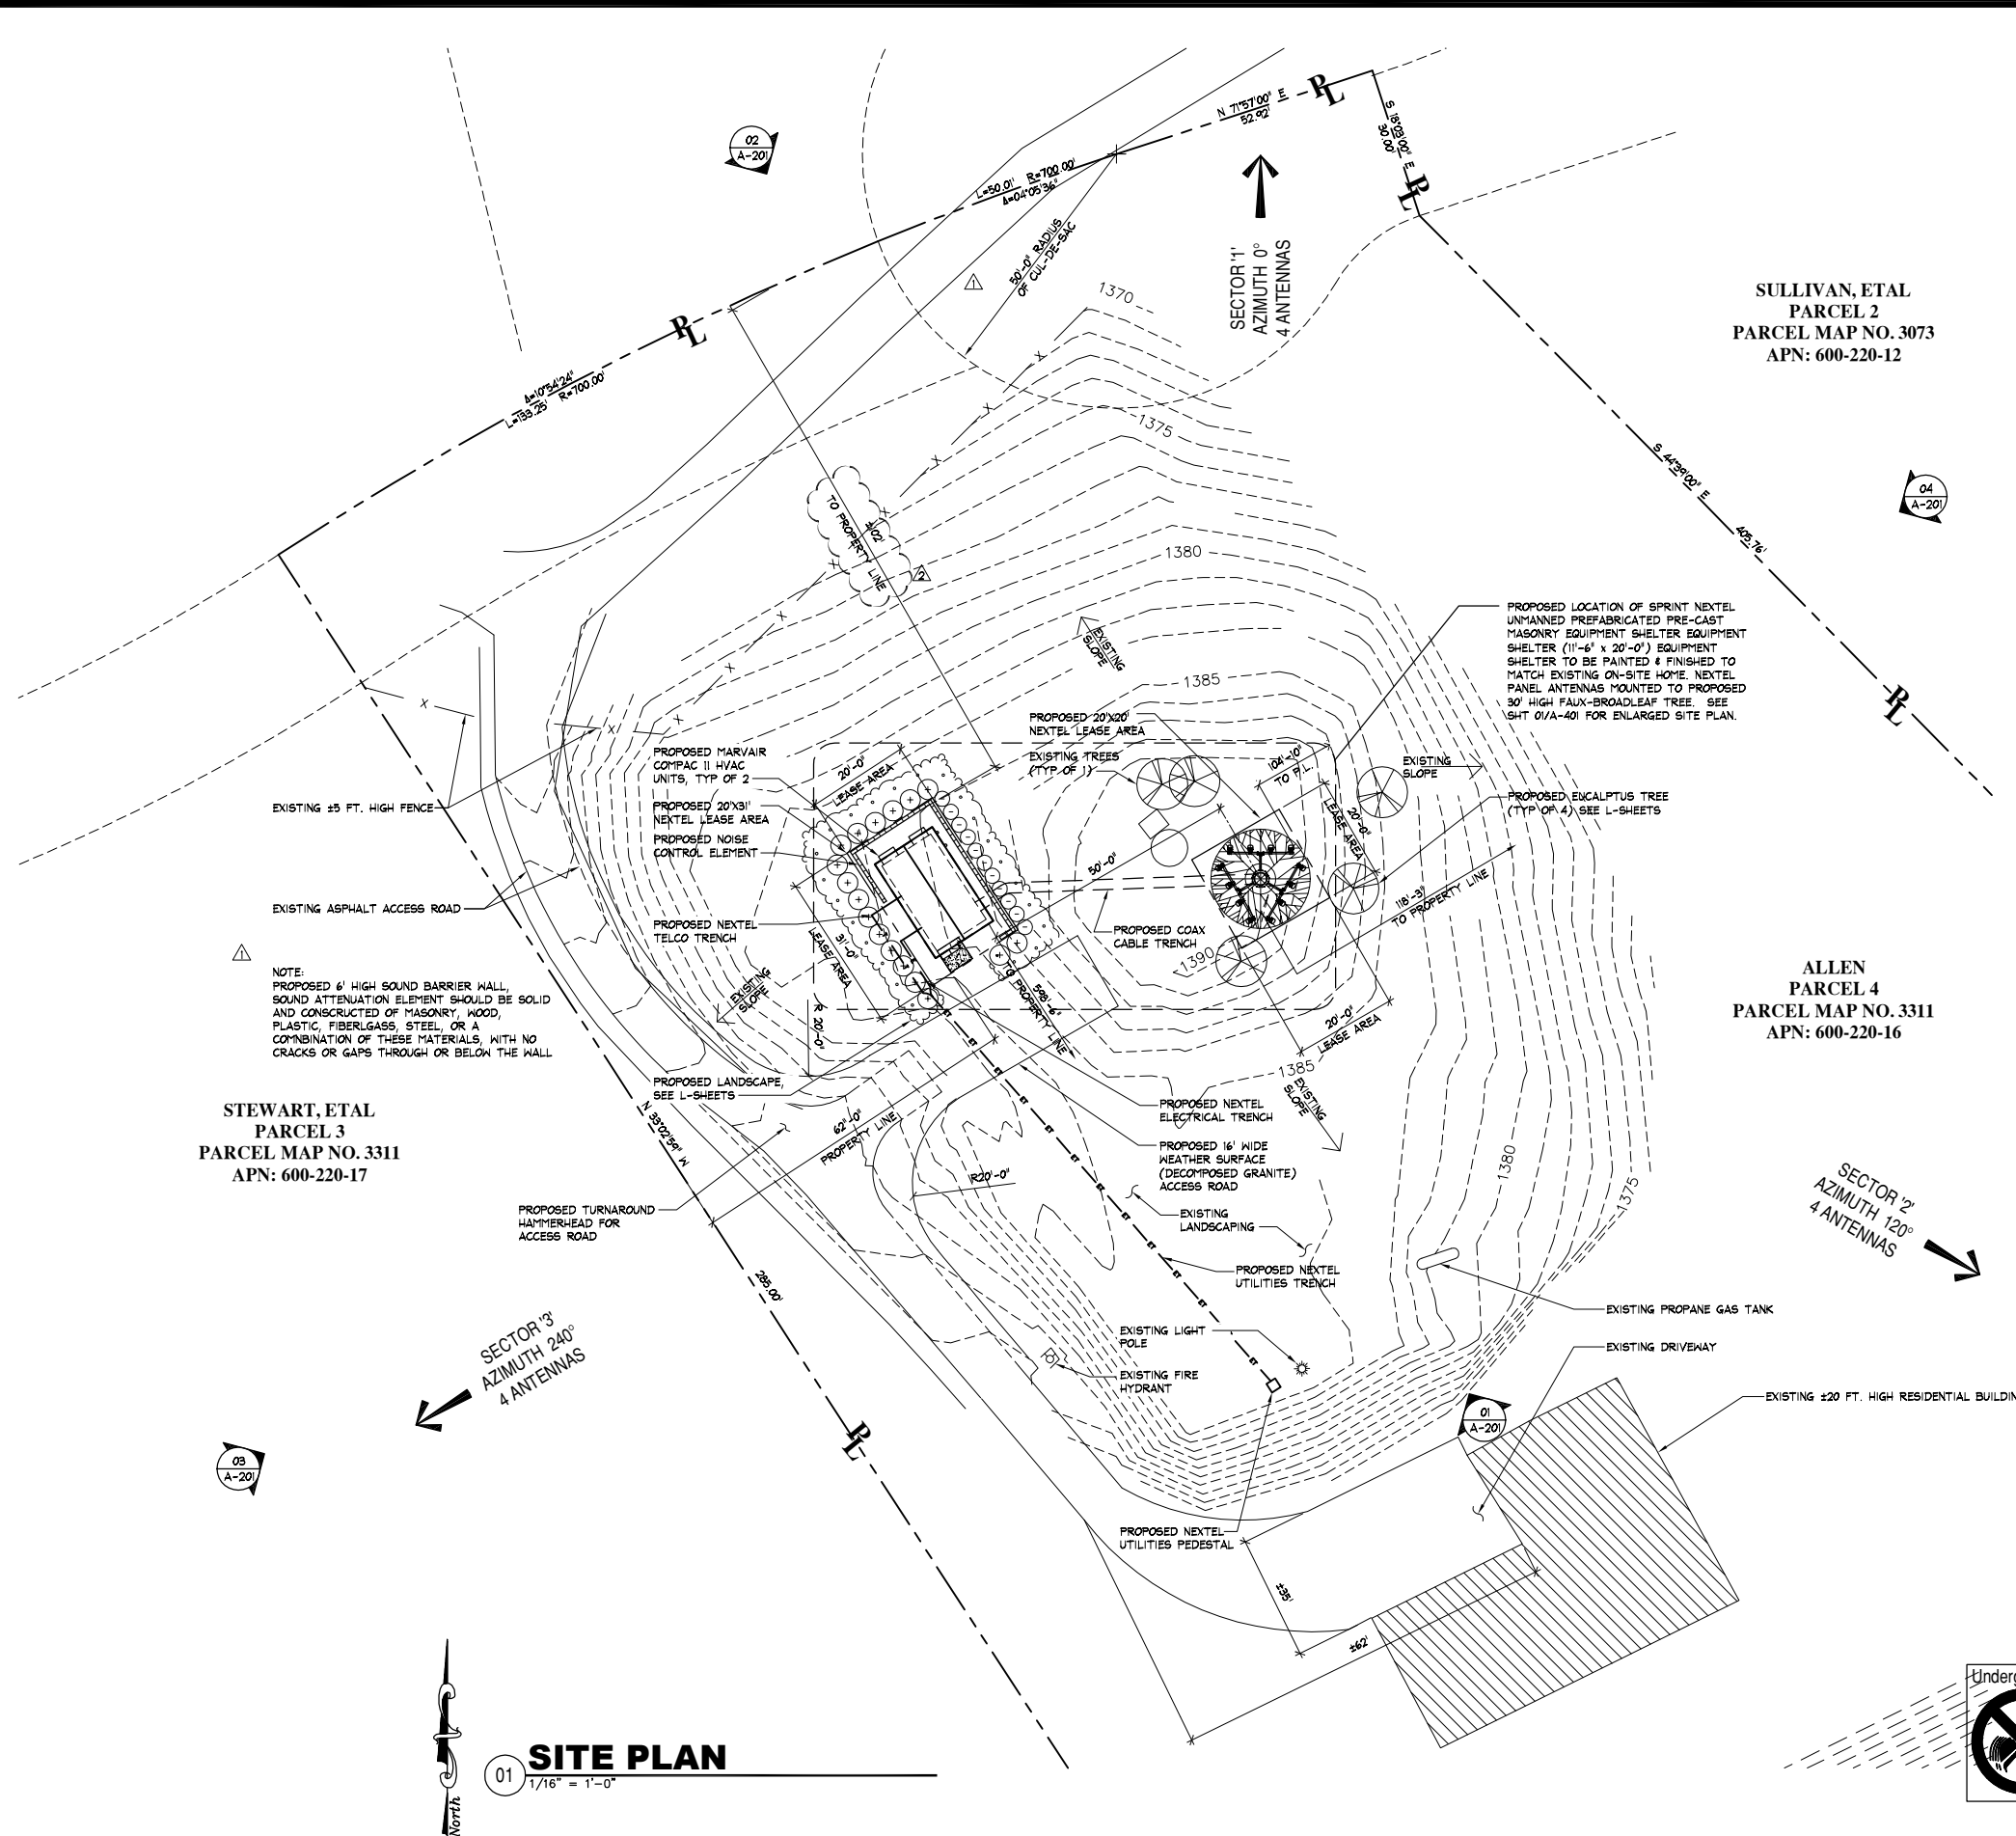 N 71°57'00" E
52.92'
S 18°03'00" E
30.00'
02
A-201
L=50.01' R=700.00'
Δ=04°05'36"
50'-0" RADIUS
OF CUL-DE-SAC
1
SECTOR '1'
AZIMUTH 0°
4 ANTENNAS
1370
SULLIVAN, ETAL
PARCEL 2
PARCEL MAP NO. 3073
APN: 600-220-12
Δ=10°54'24"
L=133.25' R=700.00'
1375
S 44°39'00" E
405.76'
04
A-201
±102'
TO PROPERTY LINE
2
1380
EXISTING
SLOPE
1385
PROPOSED LOCATION OF SPRINT NEXTEL
UNMANNED PREFABRICATED PRE-CAST
MASONRY EQUIPMENT SHELTER EQUIPMENT
SHELTER (11'-6" x 20'-0") EQUIPMENT
SHELTER TO BE PAINTED & FINISHED TO
MATCH EXISTING ON-SITE HOME. NEXTEL
PANEL ANTENNAS MOUNTED TO PROPOSED
30' HIGH FAUX-BROADLEAF TREE. SEE
SHT 01/A-401 FOR ENLARGED SITE PLAN.
PROPOSED 20'X20'
NEXTEL LEASE AREA
EXISTING TREES
(TYP OF 1)
PROPOSED MARVAIR
COMPAC 11 HVAC
UNITS, TYP OF 2
PROPOSED 20'X31'
NEXTEL LEASE AREA
PROPOSED NOISE
CONTROL ELEMENT
20'-0"
LEASE AREA
104'-10"
TO P.L.
EXISTING
SLOPE
20'-0"
LEASE AREA
PROPOSED EUCALPTUS TREE
(TYP OF 4) SEE L-SHEETS
EXISTING ±5 FT. HIGH FENCE
50'-0"
118'-3"
TO PROPERTY LINE
EXISTING ASPHALT ACCESS ROAD
PROPOSED NEXTEL
TELCO TRENCH
31'-0"
LEASE AREA
PROPOSED COAX
CABLE TRENCH
1390
1
NOTE:
PROPOSED 6' HIGH SOUND BARRIER WALL,
SOUND ATTENUATION ELEMENT SHOULD BE SOLID
AND CONSCRUCTED OF MASONRY, WOOD,
PLASTIC, FIBERLGASS, STEEL, OR A
COMNBINATION OF THESE MATERIALS, WITH NO
CRACKS OR GAPS THROUGH OR BELOW THE WALL
EXISTING
SLOPE
R 20'-0"
598'-6"
TO PROPERTY LINE
20'-0"
LEASE AREA
ALLEN
PARCEL 4
PARCEL MAP NO. 3311
APN: 600-220-16
1385
EXISTING
SLOPE
PROPOSED LANDSCAPE,
SEE L-SHEETS
STEWART, ETAL
PARCEL 3
PARCEL MAP NO. 3311
APN: 600-220-17
N 33°02'59" W
62'-0"
PROPERTY LINE
PROPOSED NEXTEL
ELECTRICAL TRENCH
PROPOSED 16' WIDE
WEATHER SURFACE
(DECOMPOSED GRANITE)
ACCESS ROAD
R20'-0"
1380
1375
PROPOSED TURNAROUND
HAMMERHEAD FOR
ACCESS ROAD
EXISTING
LANDSCAPING
PROPOSED NEXTEL
UTILITIES TRENCH
SECTOR '2'
AZIMUTH 120°
4 ANTENNAS
285.00'
EXISTING PROPANE GAS TANK
SECTOR '3'
AZIMUTH 240°
4 ANTENNAS
EXISTING LIGHT
POLE
EXISTING DRIVEWAY
EXISTING FIRE
HYDRANT
EXISTING ±20 FT. HIGH RESIDENTIAL BUILDIN
01
A-201
03
A-201
PROPOSED NEXTEL
UTILITIES PEDESTAL
±35'
±62'
North
01
SITE PLAN
1/16" = 1'-0"
Underg